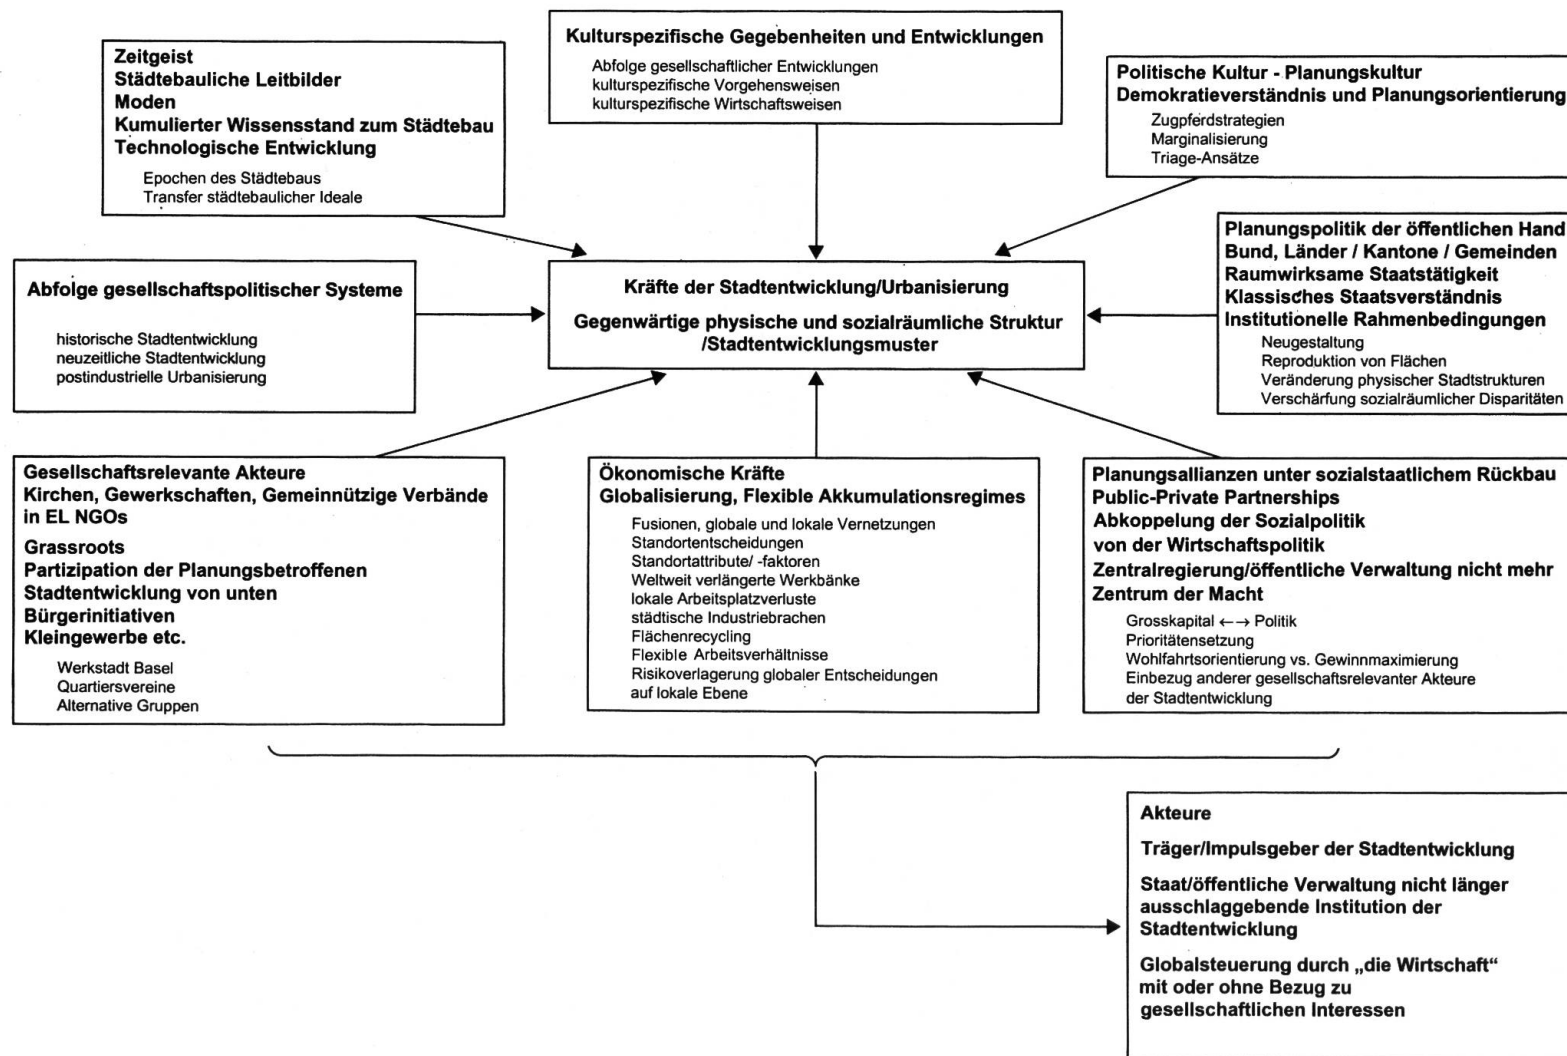 Kulturspezifische Gegebenheiten und Entwicklungen
Abfolge gesellschaftlicher Entwicklungen
kulturspezifische Vorgehensweisen
kulturspezifische Wirtschaftsweisen
Zeitgeist
Städtebauliche Leitbilder
Moden
Kumulierter Wissensstand zum Städtebau
Technologische Entwicklung
Epochen des Städtebaus
Transfer städtebaulicher Ideale
Politische Kultur - Planungskultur
Demokratieverständnis und Planungsorientierung
Zugpferdstrategien
Marginalisierung
Triage-Ansätze
Abfolge gesellschaftspolitischer Systeme
historische Stadtentwicklung
neuzeitliche Stadtentwicklung
postindustrielle Urbanisierung
Kräfte der Stadtentwicklung/Urbanisierung
Gegenwärtige physische und sozialräumliche Struktur
/Stadtentwicklungsmuster
Planungspolitik der öffentlichen Hand
Bund, Länder / Kantone / Gemeinden
Raumwirksame Staatstätigkeit
Klassisches Staatsverständnis
Institutionelle Rahmenbedingungen
Neugestaltung
Reproduktion von Flächen
Veränderung physischer Stadtstrukturen
Verschärfung sozialräumlicher Disparitäten
Gesellschaftsrelevante Akteure
Kirchen, Gewerkschaften, Gemeinnützige Verbände
in EL NGOs
Grassroots
Partizipation der Planungsbetroffenen
Stadtentwicklung von unten
Bürgerinitiativen
Kleingewerbe etc.
Werkstadt Basel
Quartiersvereine
Alternative Gruppen
Ökonomische Kräfte
Globalisierung, Flexible Akkumulationsregimes
Fusionen, globale und lokale Vernetzungen
Standortentscheidungen
Standortattribute/ -faktoren
Weltweit verlängerte Werkbänke
lokale Arbeitsplatzverluste
städtische Industriebrachen
Flächenrecycling
Flexible Arbeitsverhältnisse
Risikoverlagerung globaler Entscheidungen
auf lokale Ebene
Planungsallianzen unter sozialstaatlichem Rückbau
Public-Private Partnerships
Abkoppelung der Sozialpolitik
von der Wirtschaftspolitik
Zentralregierung/öffentliche Verwaltung nicht mehr
Zentrum der Macht
Grosskapital ←→ Politik
Prioritätensetzung
Wohlfahrtsorientierung vs. Gewinnmaximierung
Einbezug anderer gesellschaftsrelevanter Akteure
der Stadtentwicklung
Akteure
Träger/Impulsgeber der Stadtentwicklung
Staat/öffentliche Verwaltung nicht länger
ausschlaggebende Institution der
Stadtentwicklung
Globalsteuerung durch „die Wirtschaft“
mit oder ohne Bezug zu
gesellschaftlichen Interessen